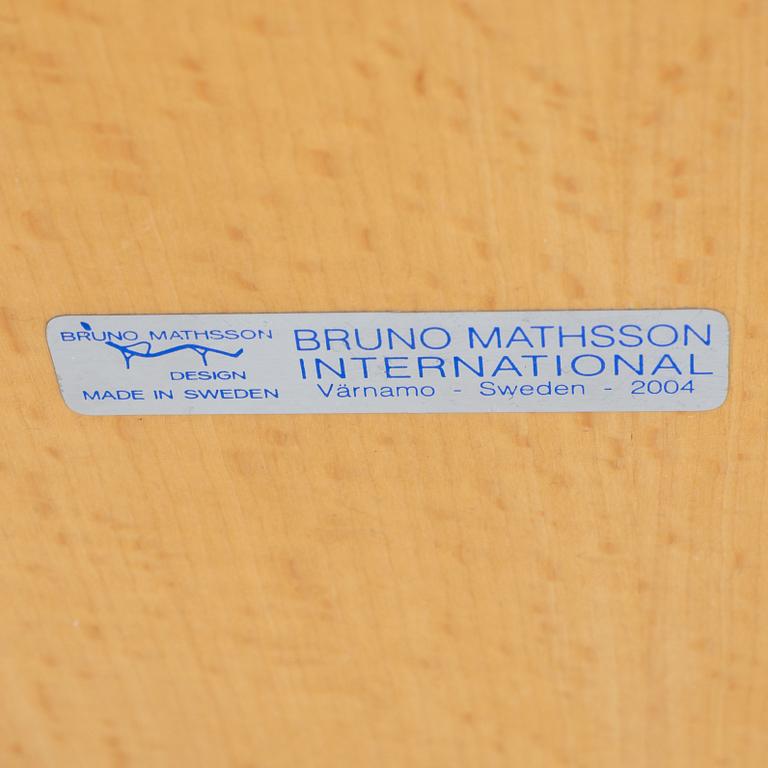 BRUNO MATHSSON
DESIGN
MADE IN SWEDEN
BRUNO MATHSSON
INTERNATIONAL
Värnamo - Sweden - 2004